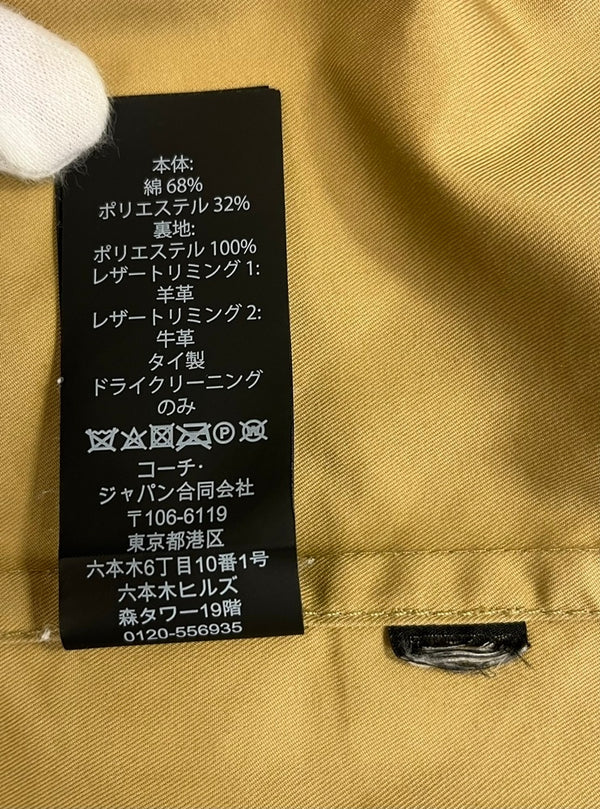 本体:
綿 68%
ポリエステル 32%
裏地:
ポリエステル 100%
レザートリミング 1:
羊革
レザートリミング 2:
牛革
タイ製
ドライクリーニング
のみ
P W
コーチ・
ジャパン合同会社
〒106-6119
東京都港区
六本木6丁目10番1号
六本木ヒルズ
森タワー19階
0120-556935